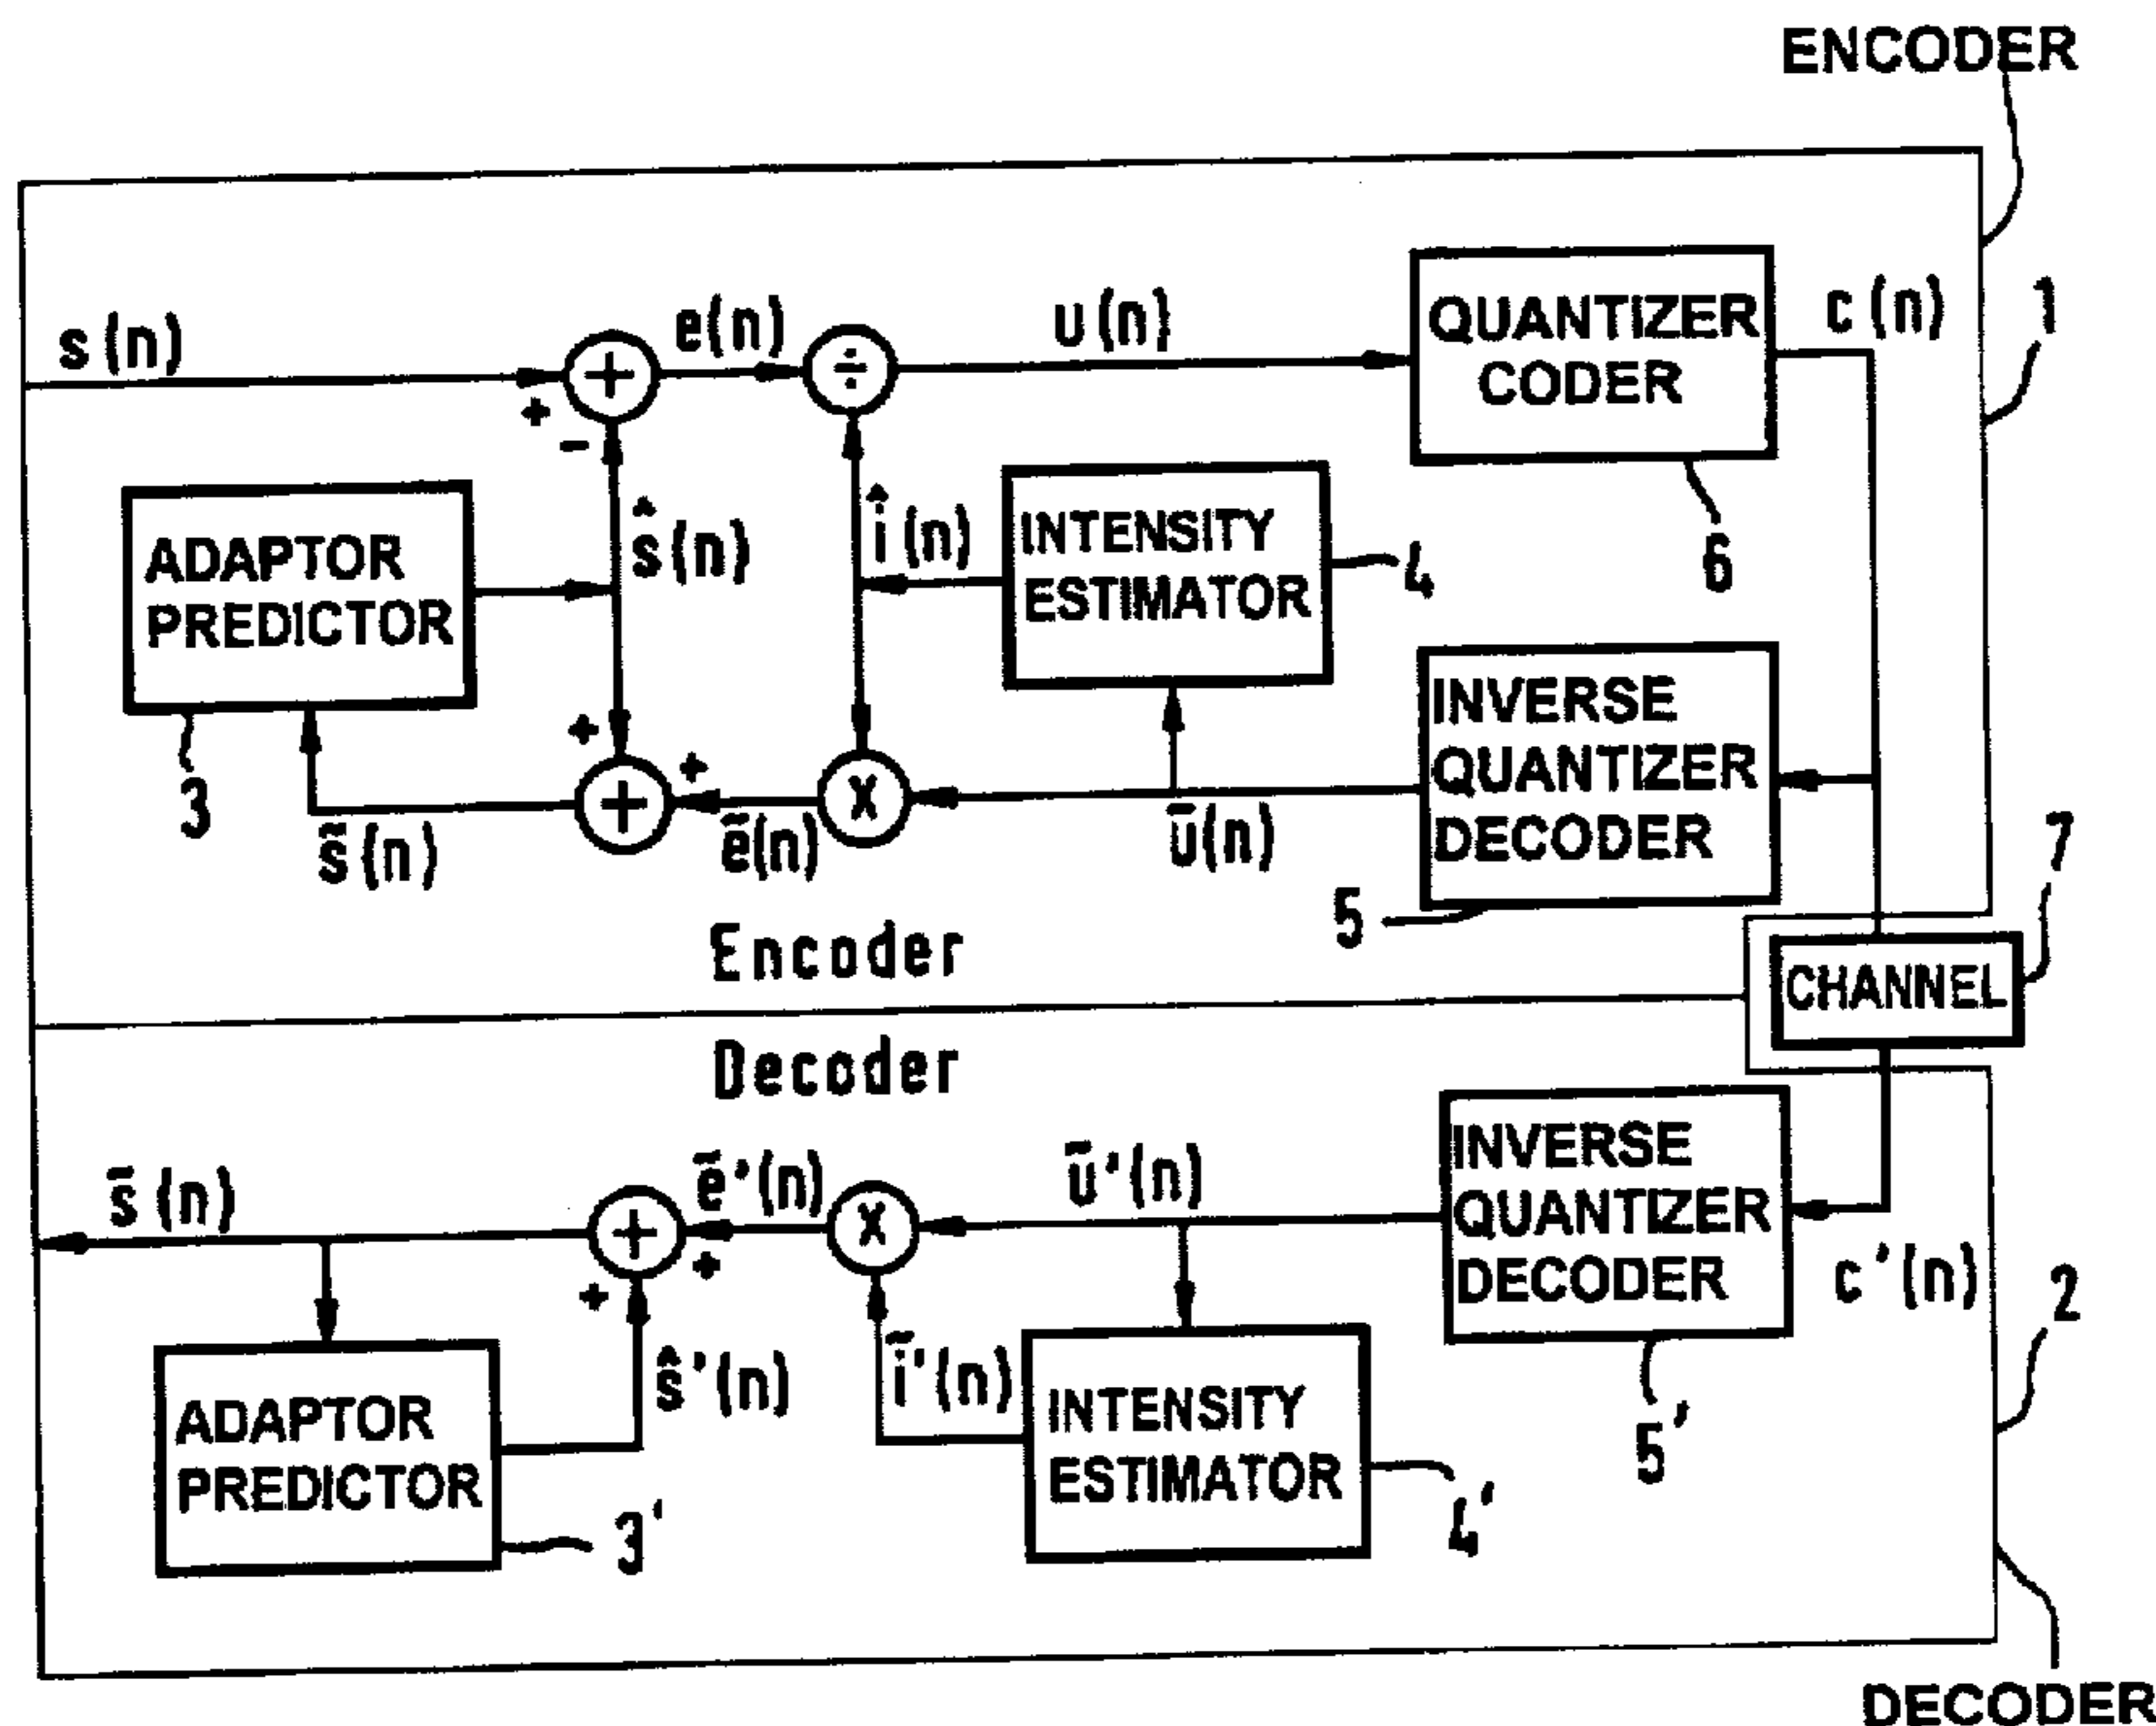 ENCODER
s(n)
e(n)
u(n)
QUANTIZER
CODER
c(n)
1
+
÷
+
-
ADAPTOR
PREDICTOR
ŝ(n)
î(n)
INTENSITY
ESTIMATOR
4
6
3
+
+
+
x
s̃(n)
ẽ(n)
ū(n)
INVERSE
QUANTIZER
DECODER
5
7
Encoder
CHANNEL
Decoder
s̄(n)
+
ē'(n)
x
ū'(n)
INVERSE
QUANTIZER
DECODER
c'(n)
2
+
+
ŝ'(n)
ī'(n)
ADAPTOR
PREDICTOR
3'
INTENSITY
ESTIMATOR
4'
5'
DECODER